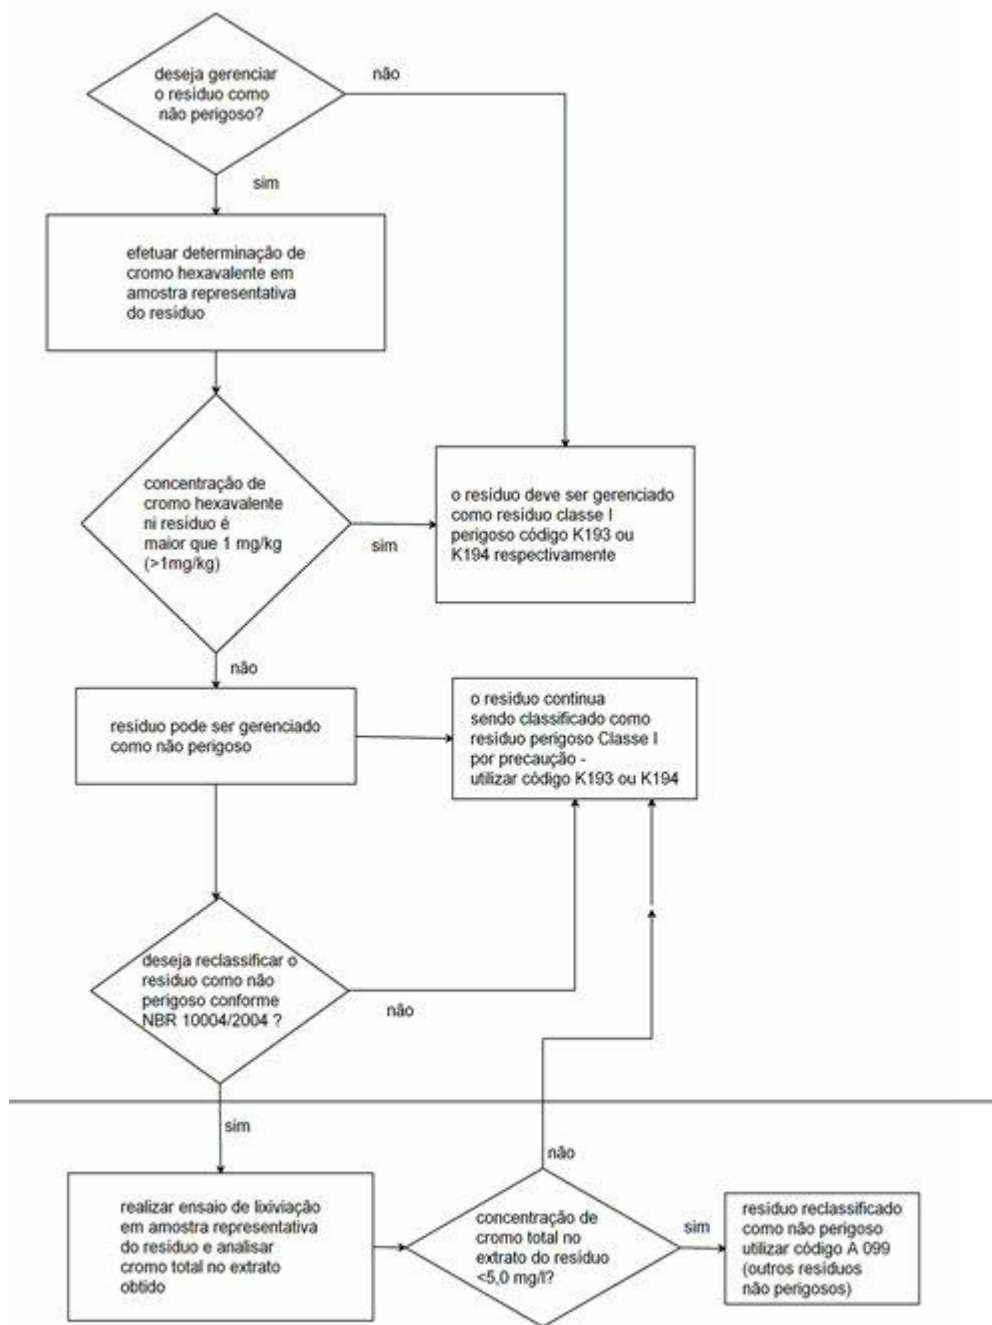 deseja gerenciar
o resíduo como
não perigoso?
não
sim
efetuar determinação de
cromo hexavalente em
amostra representativa
do resíduo
concentração de
cromo hexavalente
ni resíduo é
maior que 1 mg/kg
(>1mg/kg)
sim
o resíduo deve ser gerenciado
como resíduo classe I
perigoso código K193 ou
K194 respectivamente
não
resíduo pode ser gerenciado
como não perigoso
o resíduo continua
sendo classificado como
resíduo perigoso Classe I
por precaução -
utilizar código K193 ou K194
deseja reclassificar o
resíduo como não
perigoso conforme
NBR 10004/2004 ?
não
sim
realizar ensaio de lixiviação
em amostra representativa
do resíduo e analisar
cromo total no extrato
obtido
não
concentração de
cromo total no
extrato do resíduo
<5,0 mg/l?
sim
resíduo reclassificado
como não perigoso
utilizar código A 099
(outros resíduos
não perigosos)